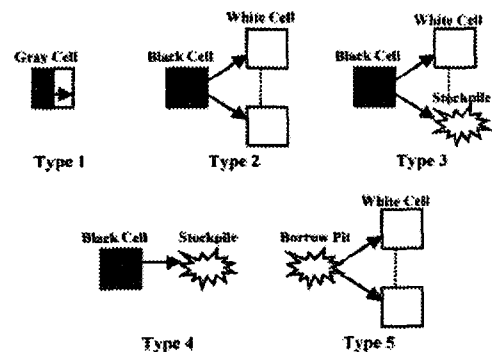 White Cell
White Cell
Gray Cell
Black Cell
Black Cell
Stockpile
Type 1
Type 2
Type 3
White Cell
Black Cell
Stockpile
Borrow Pit
Type 4
Type 5